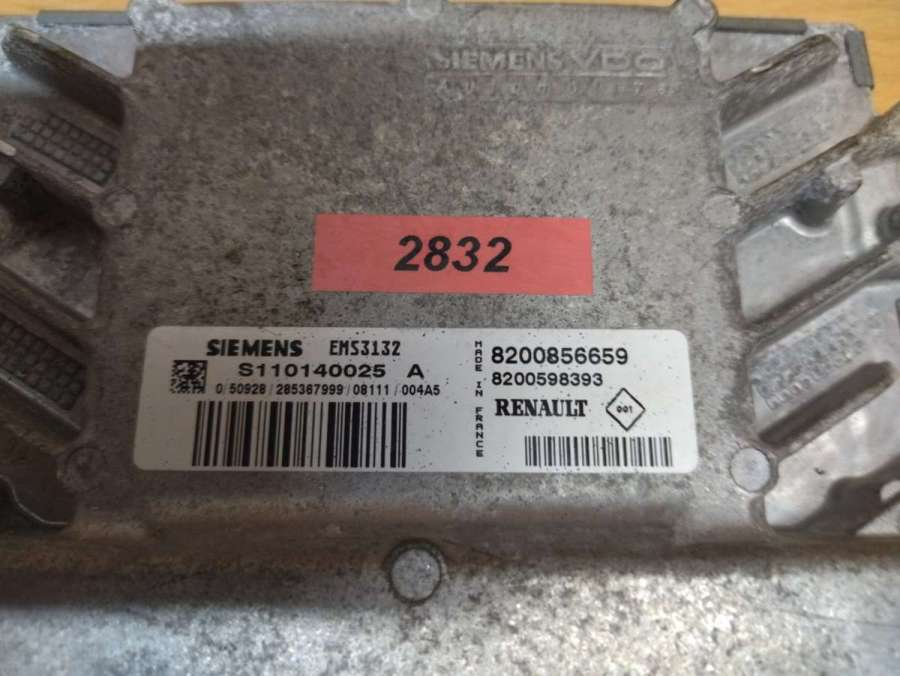 SIEMENS VDO
2832
SIEMENS EMS3132
S110140025 A
0/50928/285367999/08111/004A5
MADE IN FRANCE
8200856659
8200598393
RENAULT
001